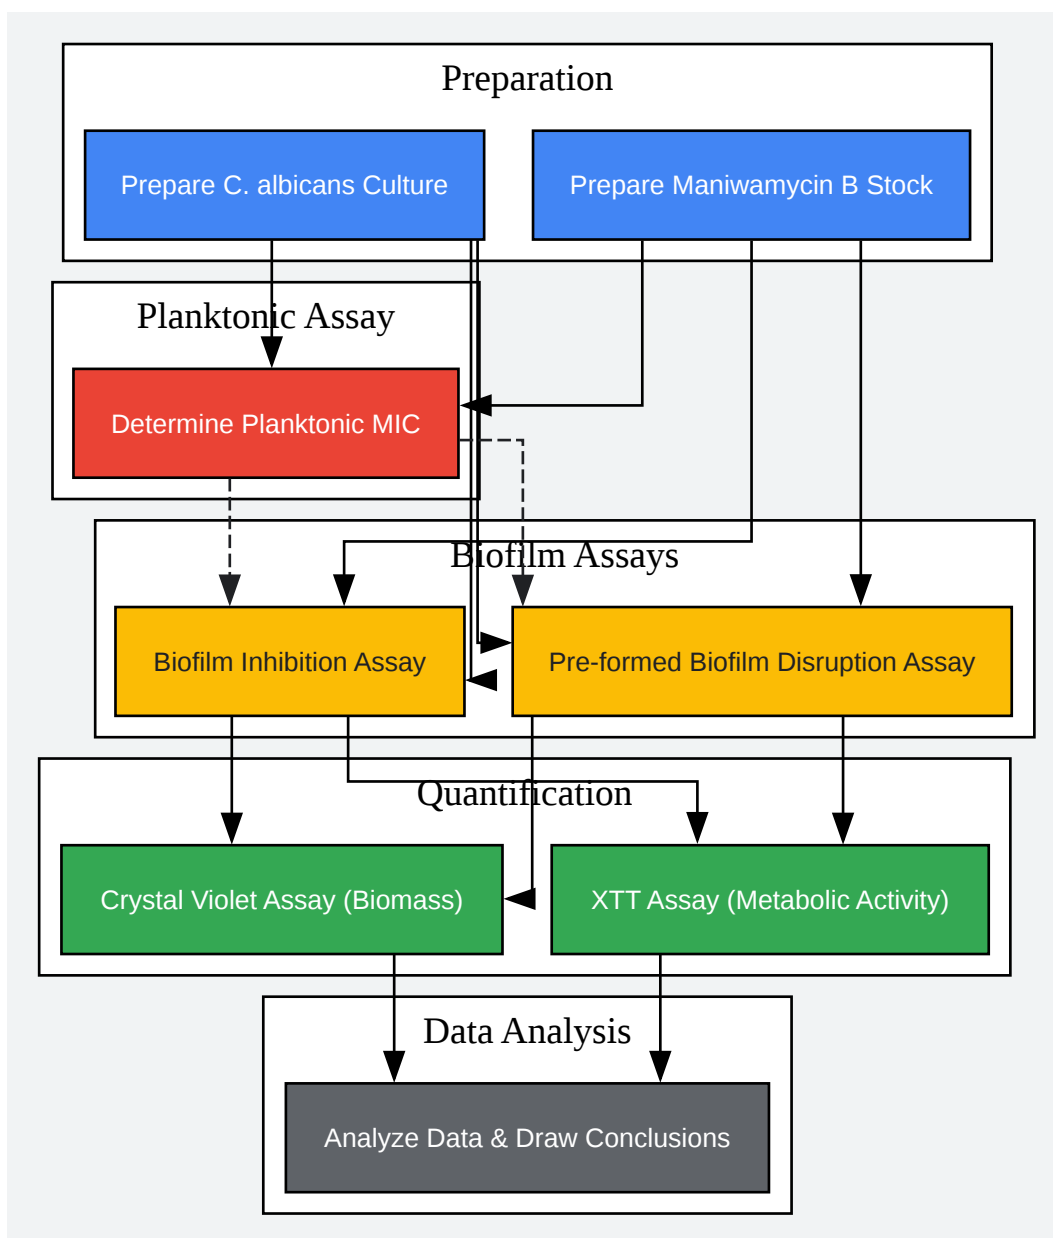 Preparation
Prepare C. albicans Culture
Prepare Maniwamycin B Stock
Planktonic Assay
Determine Planktonic MIC
Biofilm Assays
Biofilm Inhibition Assay
Pre-formed Biofilm Disruption Assay
Quantification
Crystal Violet Assay (Biomass)
XTT Assay (Metabolic Activity)
Data Analysis
Analyze Data & Draw Conclusions